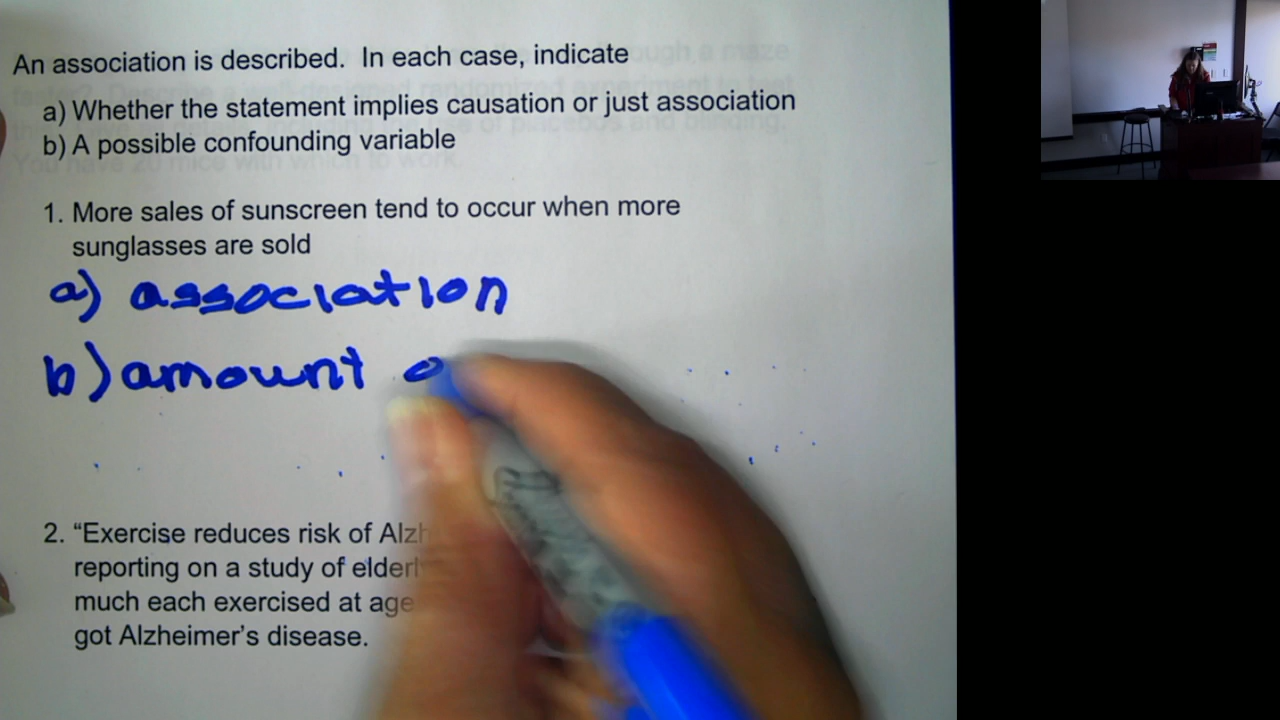 An association is described. In each case, indicate
a) Whether the statement implies causation or just association
b) A possible confounding variable
1. More sales of sunscreen tend to occur when more
sunglasses are sold
a) association
b) amount o
2. “Exercise reduces risk of
reporting on a study of
much each exercised at age
got Alzheimer’s disease.